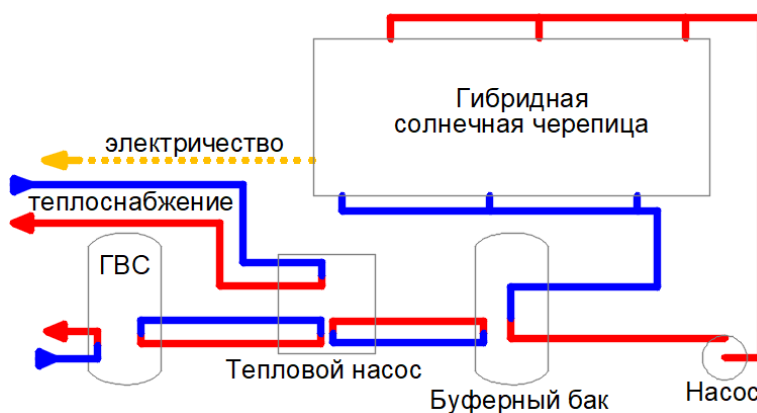 Гибридная
солнечная черепица
электричество
теплоснабжение
ГВС
Тепловой насос
Буферный бак
Насос